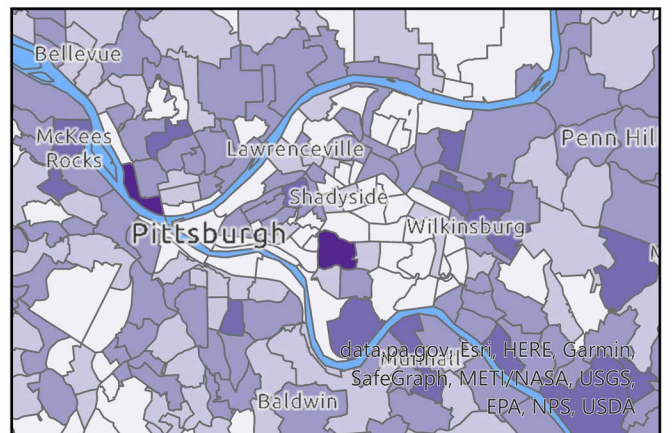 Bellevue
McKees
Rocks
Lawrenceville
Penn Hil
Shadyside
Pittsburgh
Wilkinsburg
M
data.pa.gov, Esri, HERE, Garmin,
Munhall
SafeGraph, METI/NASA, USGS,
Baldwin
EPA, NPS, USDA